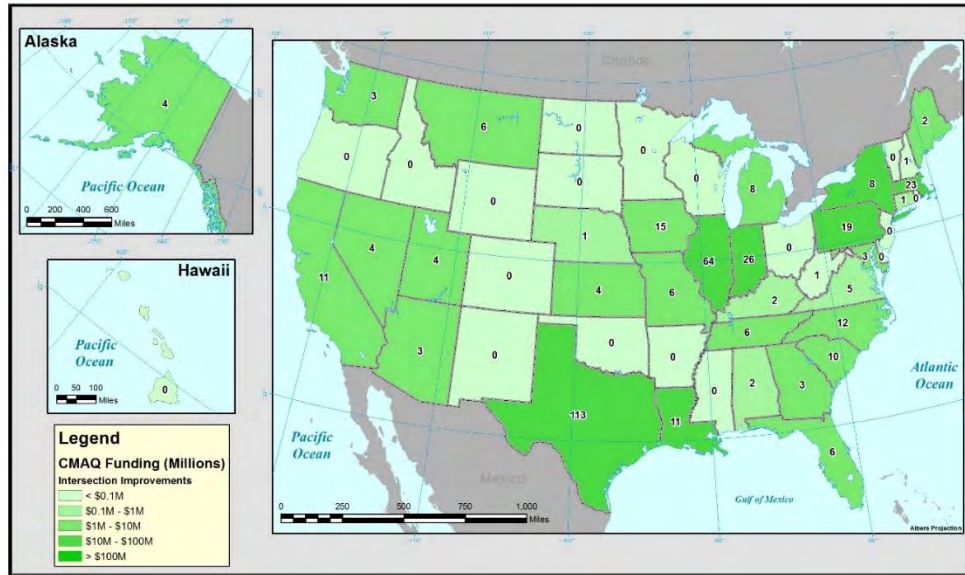 Alaska
4
Pacific Ocean
0 200 400 600
Miles
Hawaii
Pacific
Ocean
0 50 100
Miles
0
Legend
CMAQ Funding (Millions)
Intersection Improvements
< $0.1M
$0.1M - $1M
$1M - $10M
$10M - $100M
> $100M
Canada
3
6
0
0
2
0
1
0
0
0
0
8
8
23
1
0
0
1
15
19
0
4
4
0
64
26
0
3
0
11
4
6
1
5
2
3
0
0
0
6
12
10
113
11
0
2
3
6
Atlantic
Ocean
Pacific
Ocean
Mexico
Gulf of Mexico
0 250 500 750 1,000
Miles
Albers Projection